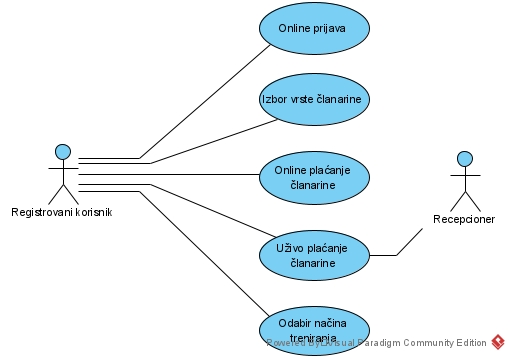 Online prijava
Izbor vrste članarine
Online plaćanje
članarine
Registrovani korisnik
Recepcioner
Uživo plaćanje
članarine
Odabir načina
treniranja
Powered By Visual Paradigm Community Edition